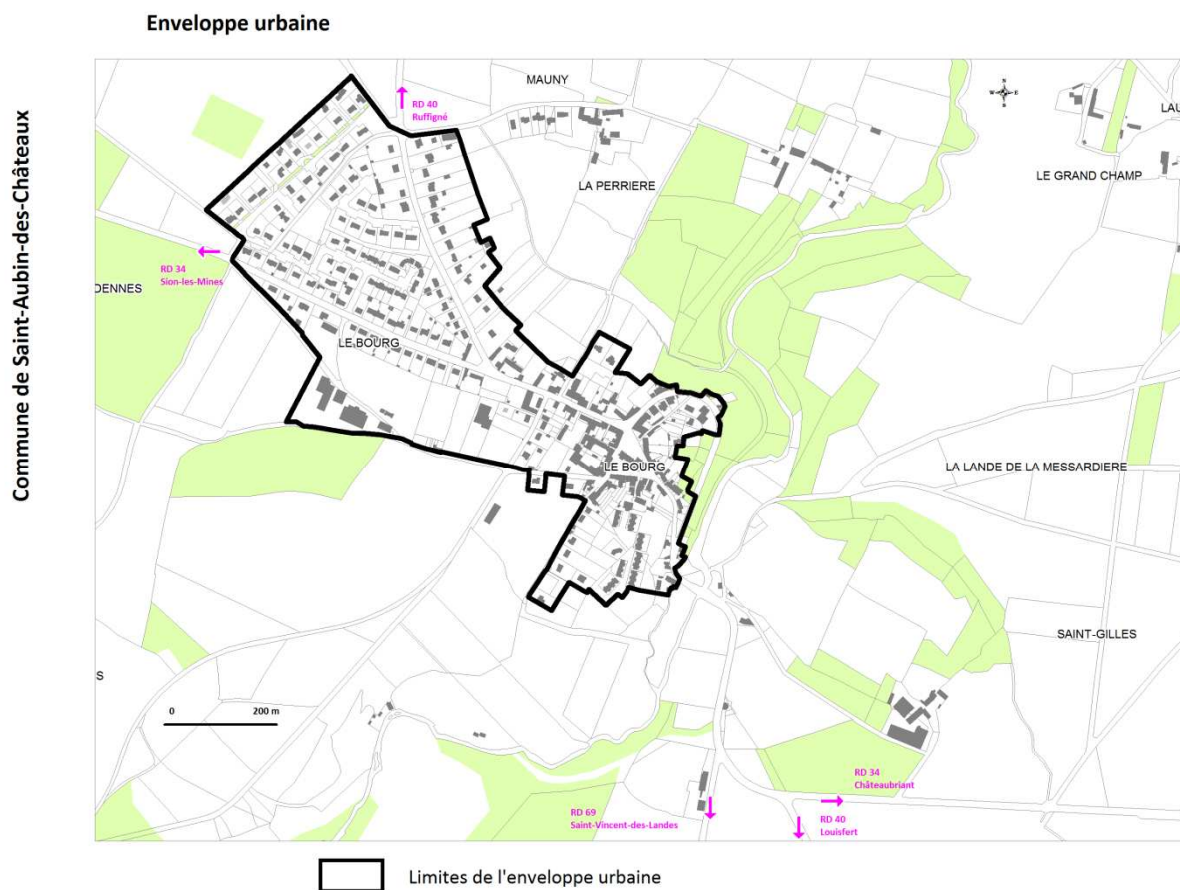 Enveloppe urbaine
Commune de Saint-Aubin-des-Châteaux
MAUNY
RD 40
Ruffigné
N
W E
S
LAU
LE GRAND CHAMP
LA PERRIERE
RD 34
Sion-les-Mines
DENNES
LE BOURG
LE BOURG
LA LANDE DE LA MESSARDIERE
SAINT-GILLES
S
0 200 m
RD 34
Châteaubriant
RD 69
Saint-Vincent-des-Landes
RD 40
Louisfert
Limites de l'enveloppe urbaine